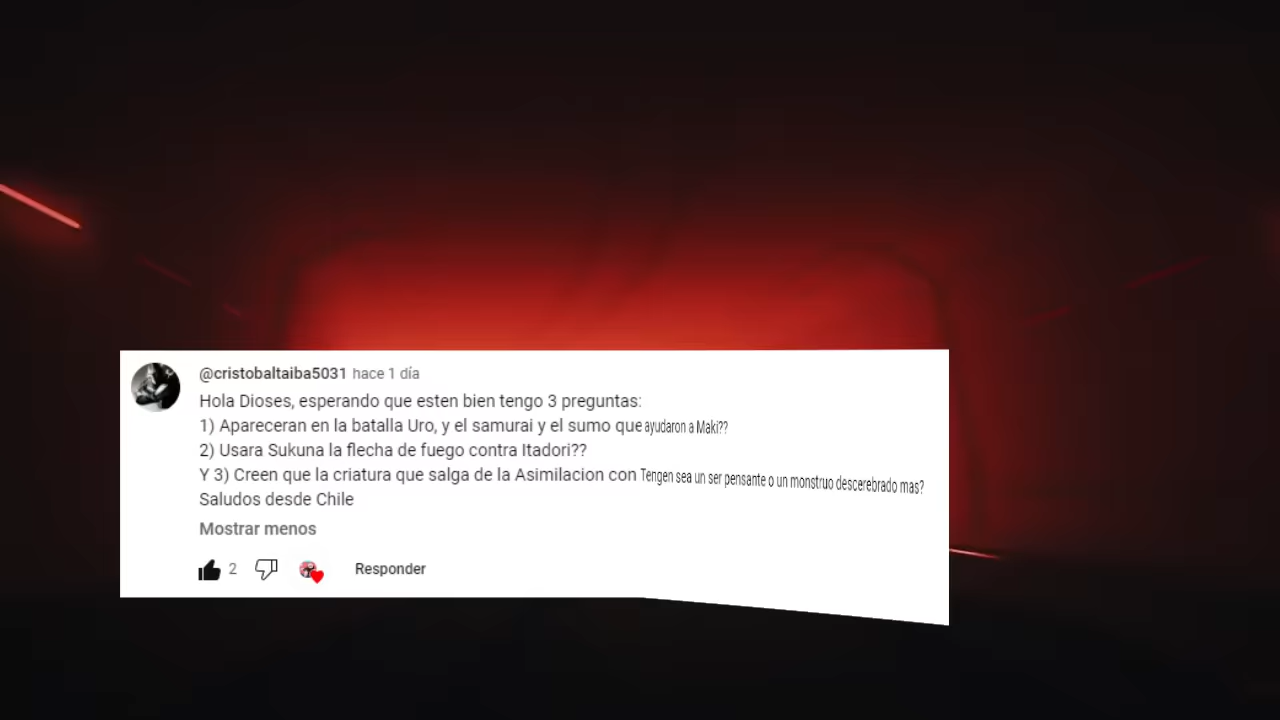 @cristobaltaiba5031 hace 1 día
Hola Dioses, esperando que esten bien tengo 3 preguntas:
1) Apareceran en la batalla Uro, y el samurai y el sumo que ayudaron a Maki??
2) Usara Sukuna la flecha de fuego contra Itadori??
Y 3) Creen que la criatura que salga de la Asimilacion con Tengen sea un ser pensante o un monstruo descerebrado mas?
Saludos desde Chile
Mostrar menos
2 Responder